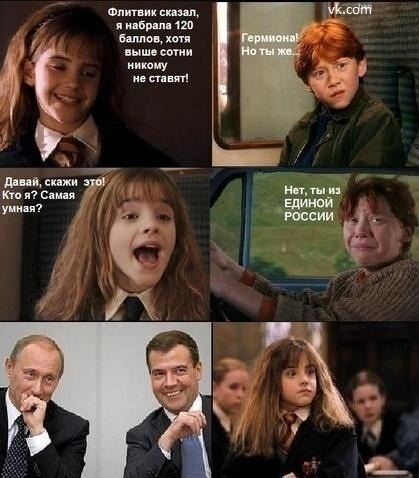 Флитвик сказал,
я набрала 120
баллов, хотя
выше сотни
никому
не ставят!
vk.com
Гермиона!
Но ты же...
Давай, скажи это!
Кто я? Самая
умная?
Нет, ты из
ЕДИНОЙ
РОССИИ